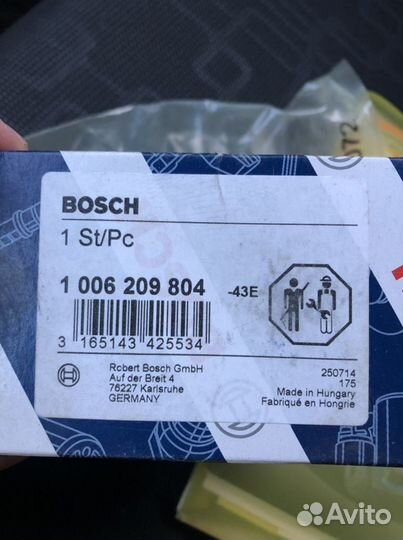 BOSCH
1 St/Pc
1 006 209 804
-43E
3 165143 425534
Robert Bosch GmbH
Auf der Breit 4
76227 Karlsruhe
GERMANY
250714
175
Made in Hungary
Fabriqué en Hongrie
072
Avito